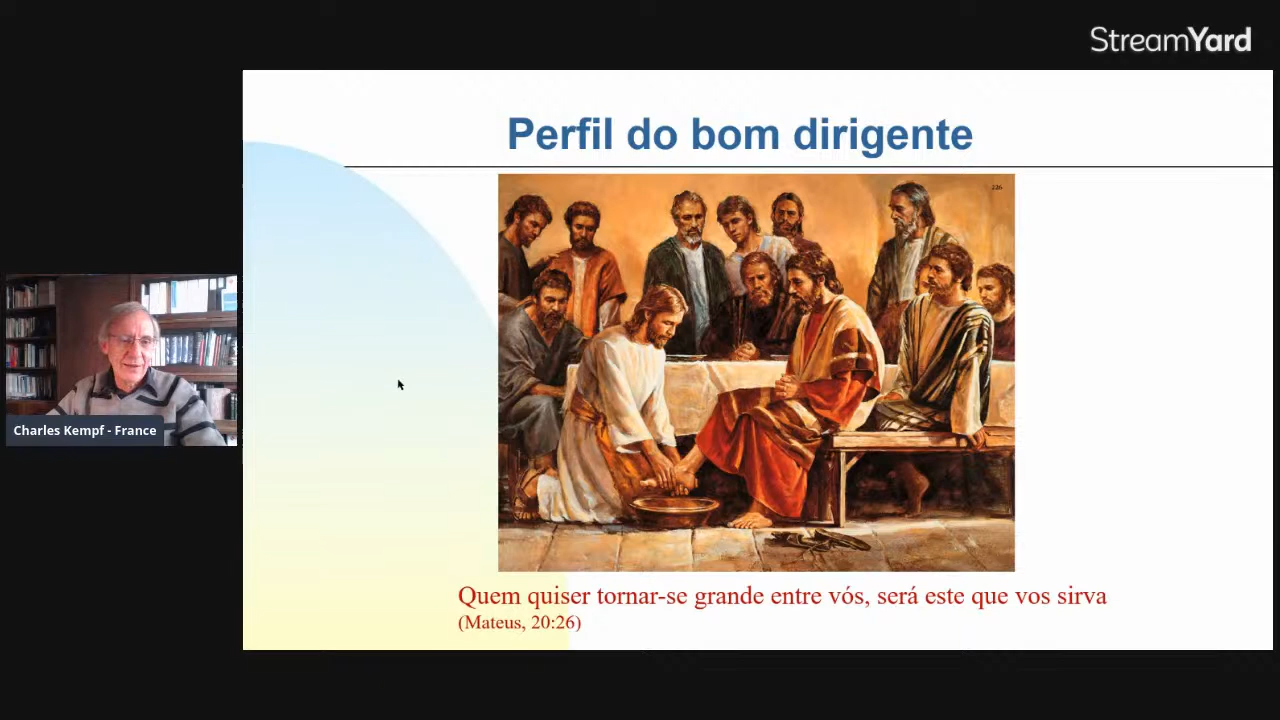 StreamYard
Perfil do bom dirigente
226
Charles Kempf - France
Quem quiser tornar-se grande entre vós, será este que vos sirva
(Mateus, 20:26)